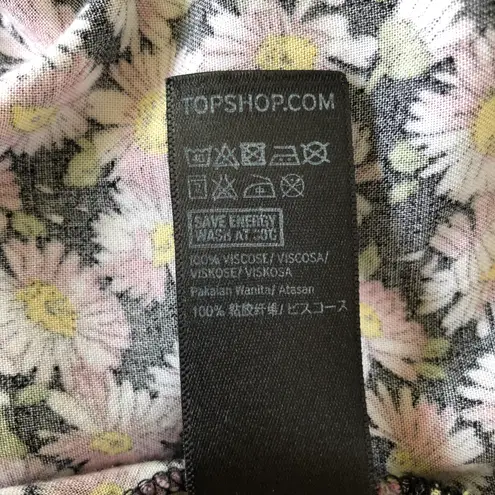 TOPSHOP.COM
SAVE ENERGY
WASH AT 30C
100% VISCOSE/ VISCOSA/
VISKOSE/ VISKOSA
Pakaian Wanita/ Atasan
100% 粘胶纤维/ ビスコース